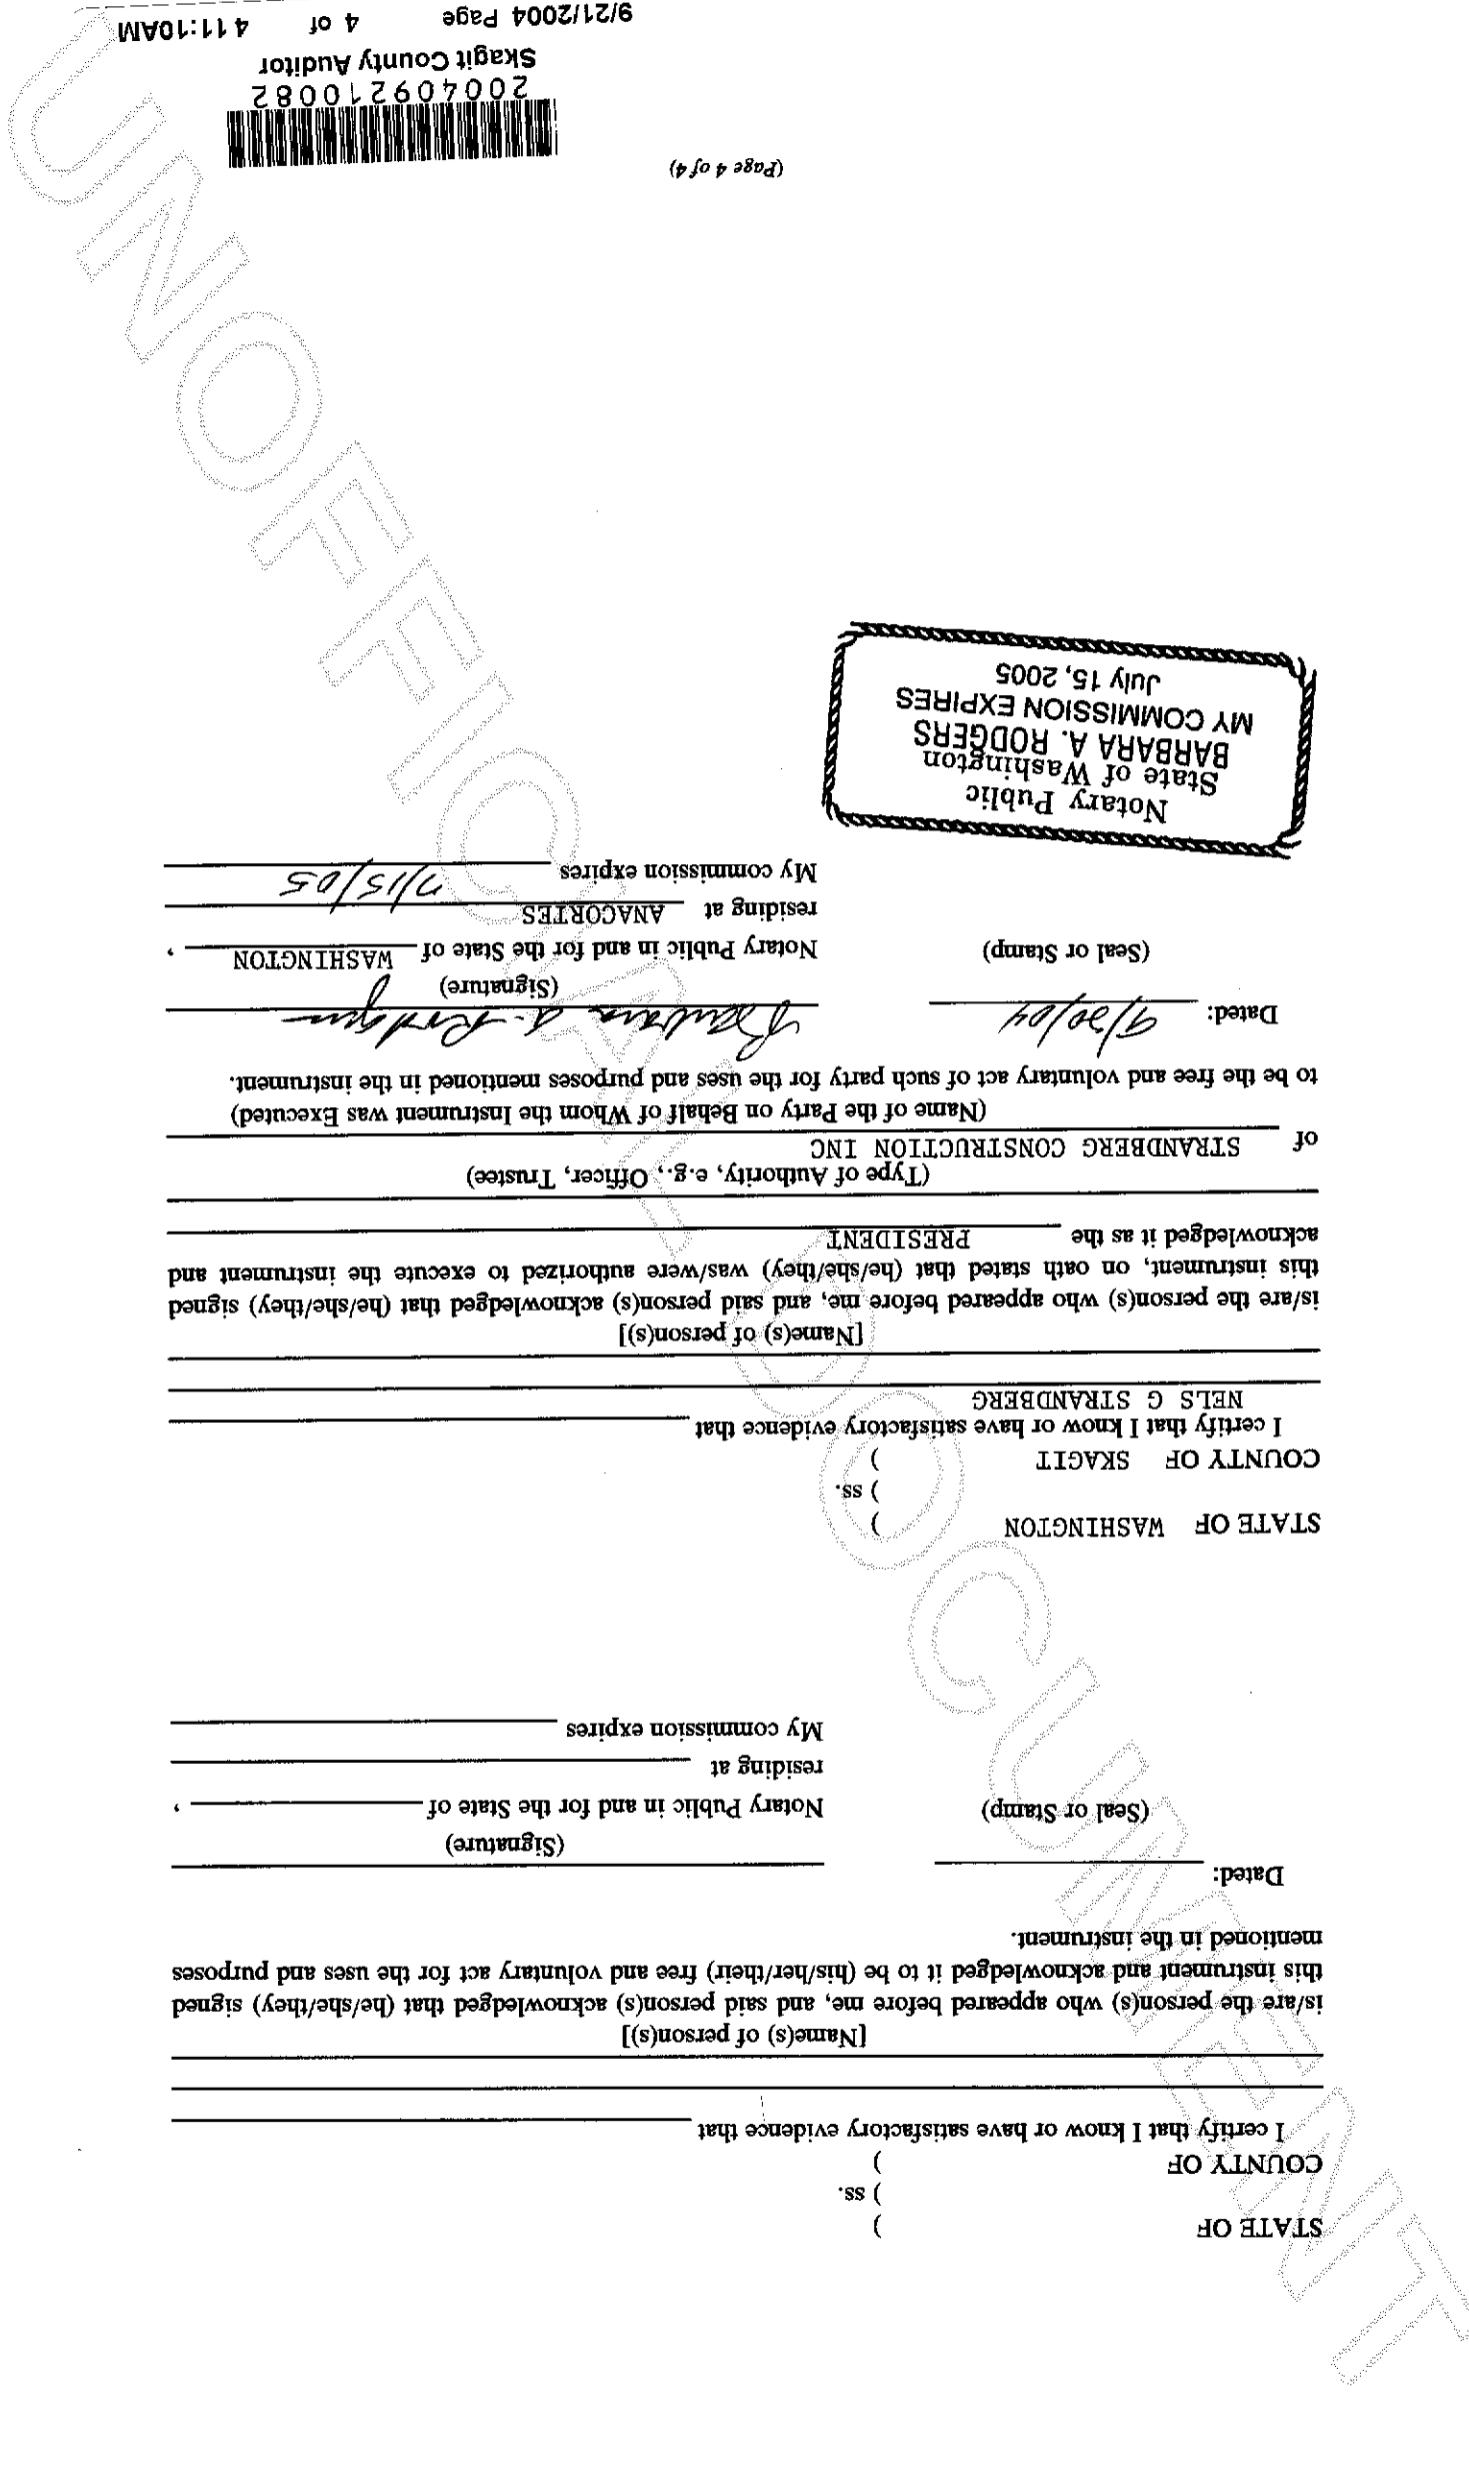 STATE OF )
) ss.
COUNTY OF )
I certify that I know or have satisfactory evidence that
[Name(s) of person(s)]
is/are the person(s) who appeared before me, and said person(s) acknowledged that (he/she/they) signed
this instrument and acknowledged it to be (his/her/their) free and voluntary act for the uses and purposes
mentioned in the instrument.
Dated:
(Signature)
(Seal or Stamp) Notary Public in and for the State of ,
residing at
My commission expires
STATE OF WASHINGTON )
) ss.
COUNTY OF SKAGIT )
I certify that I know or have satisfactory evidence that
NELS G STRANDBERG
[Name(s) of person(s)]
is/are the person(s) who appeared before me, and said person(s) acknowledged that (he/she/they) signed
this instrument, on oath stated that (he/she/they) was/were authorized to execute the instrument and
acknowledged it as the PRESIDENT
(Type of Authority, e.g., Officer, Trustee)
of STRANDBERG CONSTRUCTION INC
(Name of the Party on Behalf of Whom the Instrument was Executed)
to be the free and voluntary act of such party for the uses and purposes mentioned in the instrument.
Dated: 9/20/04 Barbara A. Rodgers
(Signature)
(Seal or Stamp) Notary Public in and for the State of WASHINGTON ,
residing at ANACORTES
My commission expires 7/15/05
Notary Public
State of Washington
BARBARA A. RODGERS
MY COMMISSION EXPIRES
July 15, 2005
(Page 4 of 4)
200409210082
Skagit County Auditor
9/21/2004 Page 4 of 4 11:10AM
UNOFFICIAL DOCUMENT